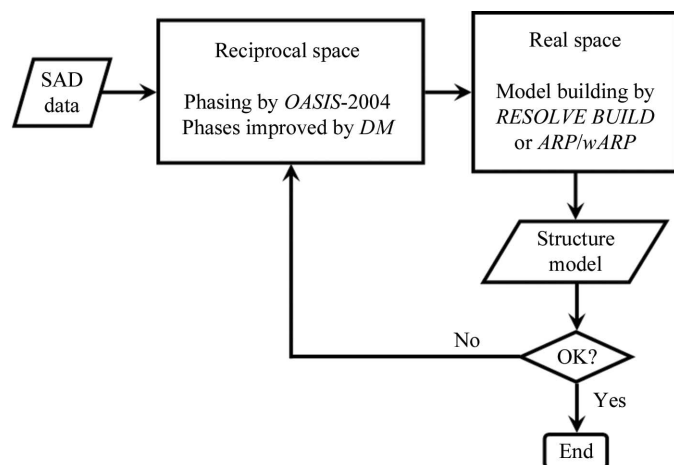 SAD
data
Reciprocal space
Phasing by OASIS-2004
Phases improved by DM
Real space
Model building by
RESOLVE BUILD
or ARP/wARP
Structure
model
OK?
No
Yes
End